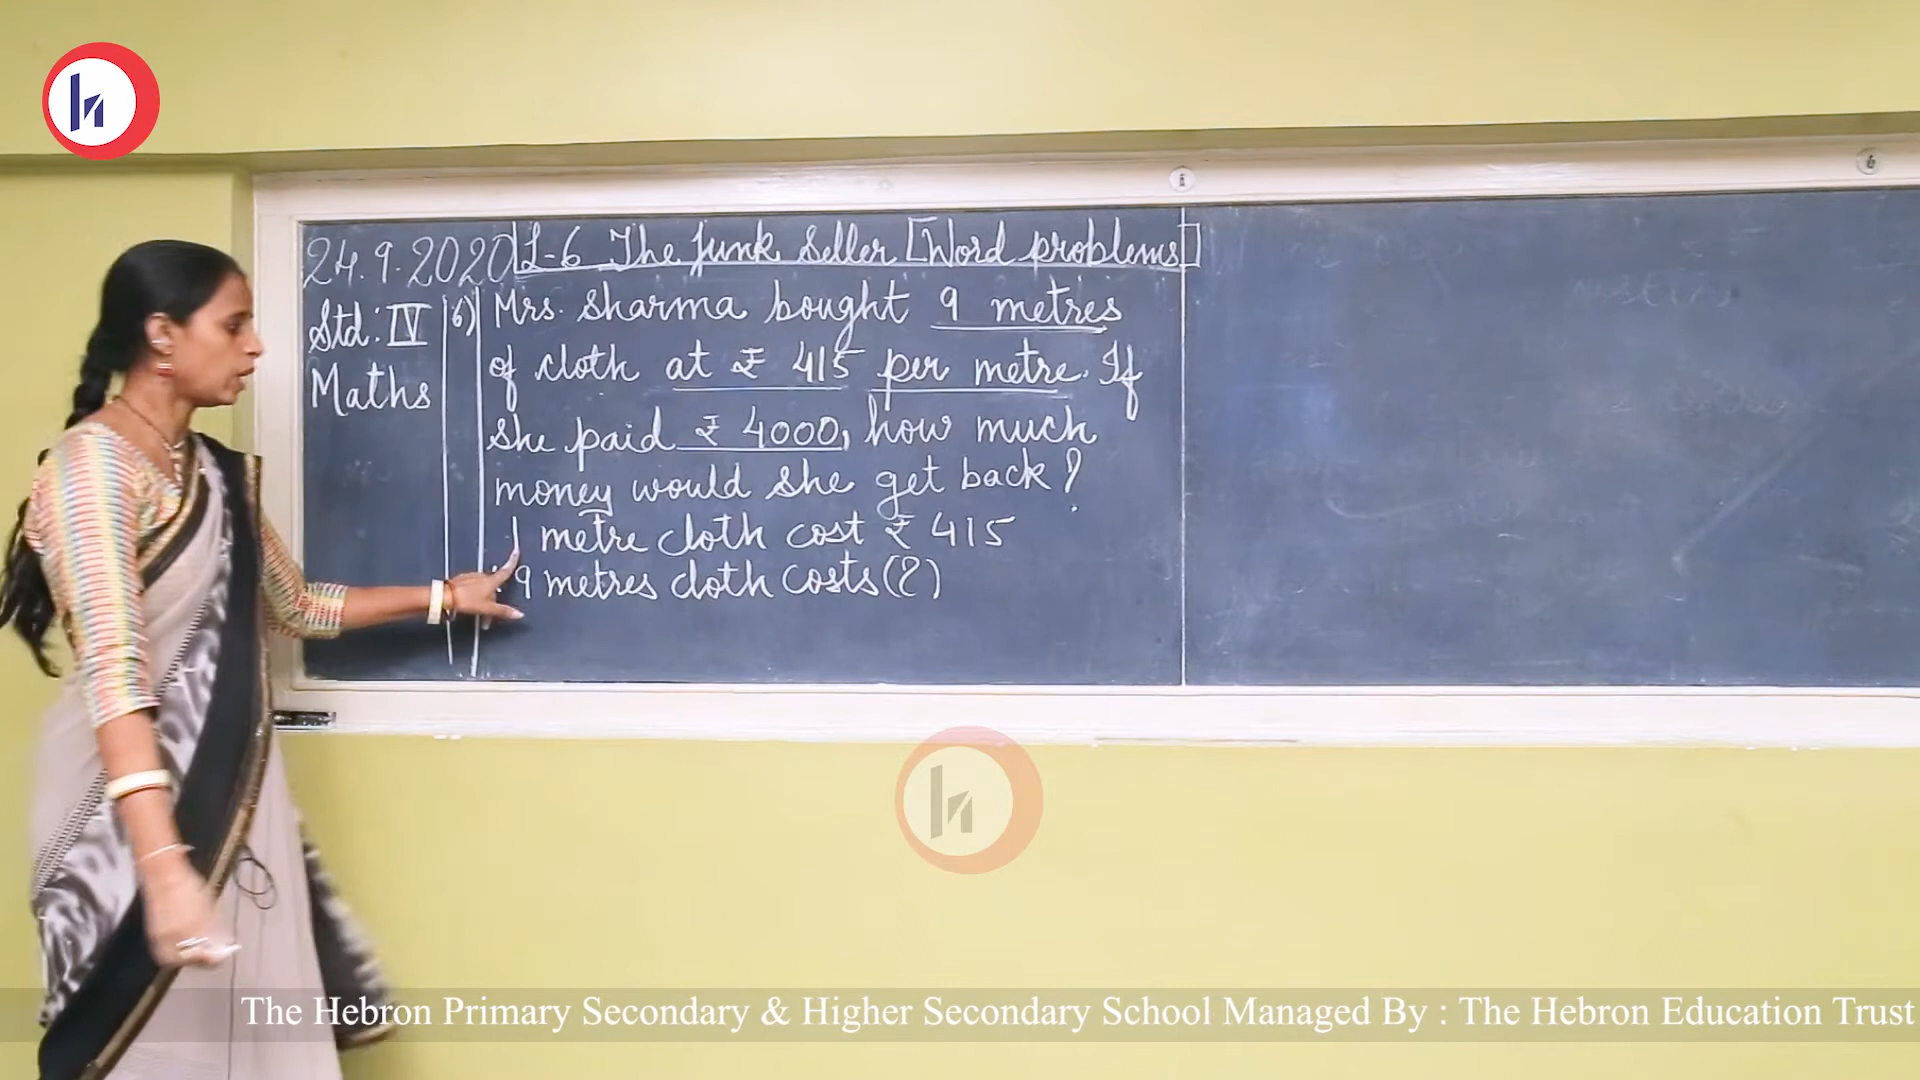 24.9.2020 L-6 The Junk Seller [Word problems]
Std: IV
Maths
6) Mrs. Sharma bought 9 metres
of cloth at ₹ 415 per metre. If
she paid ₹ 4000, how much
money would she get back?
1 metre cloth cost ₹ 415
9 metres cloth costs (?)
The Hebron Primary Secondary & Higher Secondary School Managed By : The Hebron Education Trust